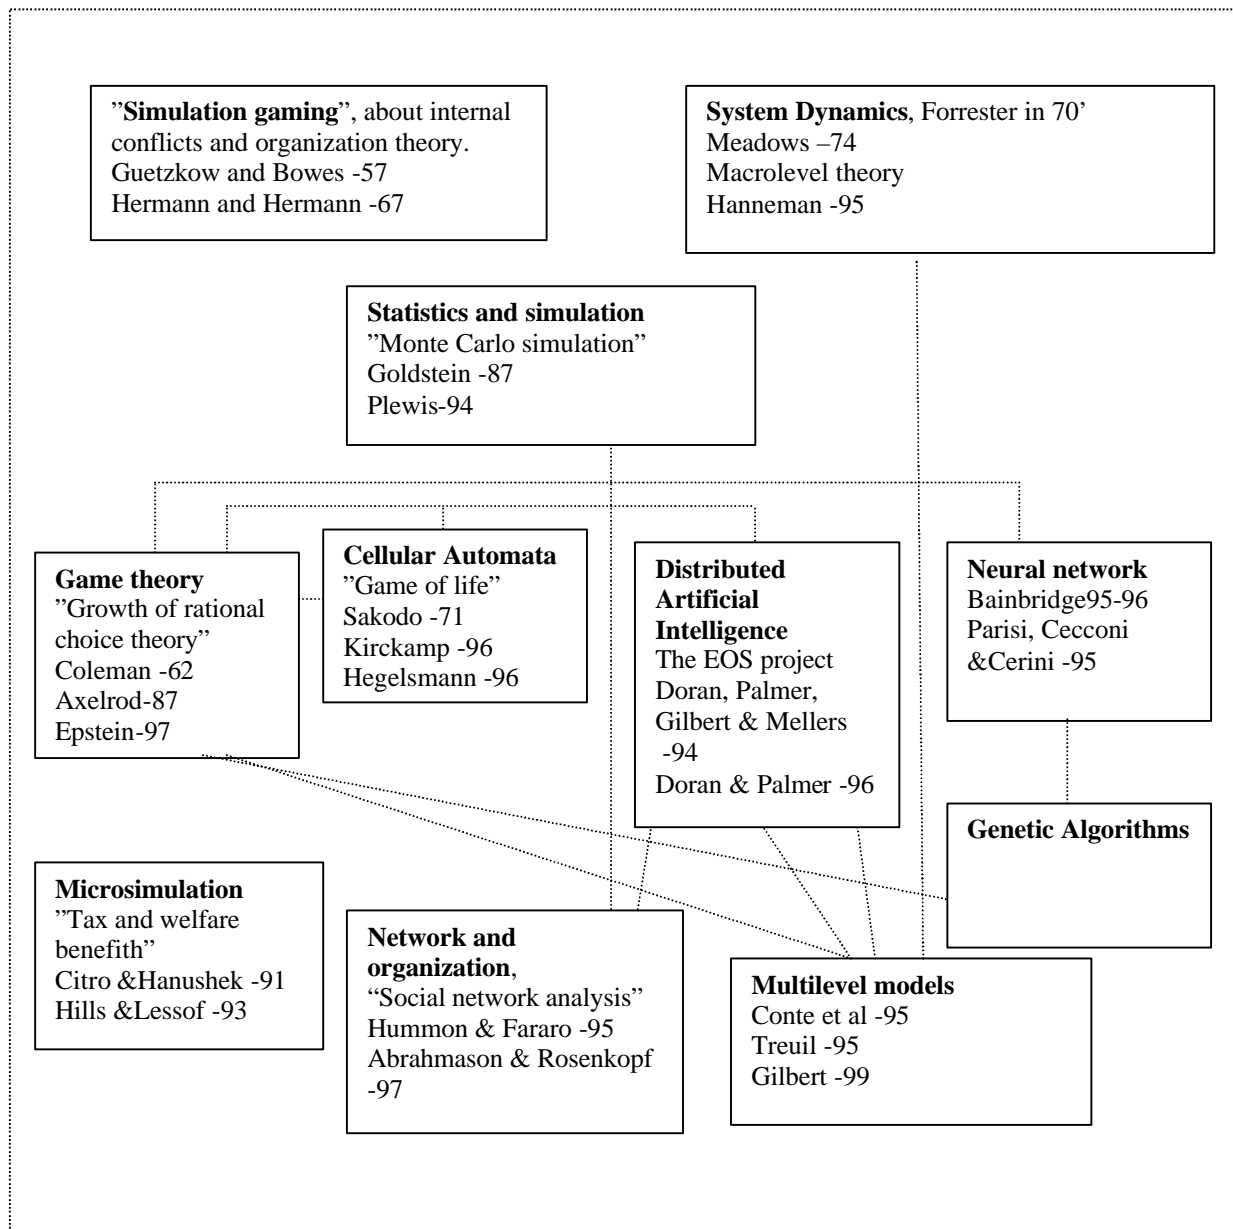 ”Simulation gaming”, about internal
conflicts and organization theory.
Guetzkow and Bowes -57
Hermann and Hermann -67
System Dynamics, Forrester in 70’
Meadows –74
Macrolevel theory
Hanneman -95
Statistics and simulation
”Monte Carlo simulation”
Goldstein -87
Plewis-94
Game theory
”Growth of rational
choice theory”
Coleman -62
Axelrod-87
Epstein-97
Cellular Automata
”Game of life”
Sakodo -71
Kirckamp -96
Hegelsmann -96
Distributed
Artificial
Intelligence
The EOS project
Doran, Palmer,
Gilbert & Mellers
-94
Doran & Palmer -96
Neural network
Bainbridge95-96
Parisi, Cecconi
&Cerini -95
Genetic Algorithms
Microsimulation
”Tax and welfare
benefith”
Citro &Hanushek -91
Hills &Lessof -93
Network and
organization,
“Social network analysis”
Hummon & Fararo -95
Abrahmason & Rosenkopf
-97
Multilevel models
Conte et al -95
Treuil -95
Gilbert -99